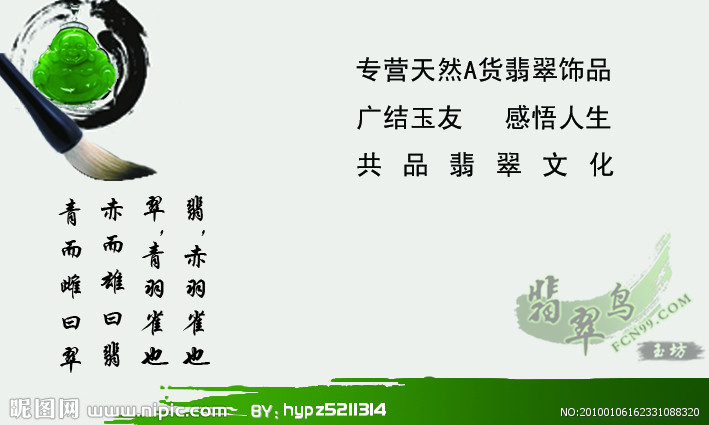 专营天然A货翡翠饰品
广结玉友 感悟人生
共品翡翠文化
翡,赤羽雀也
翠,青羽雀也
赤而雄曰翡
青而雌曰翠
翡翠鸟
FCN99.COM
玉坊
昵图网 www.nipic.com BY: hypz5211314 NO:20100106162331088320